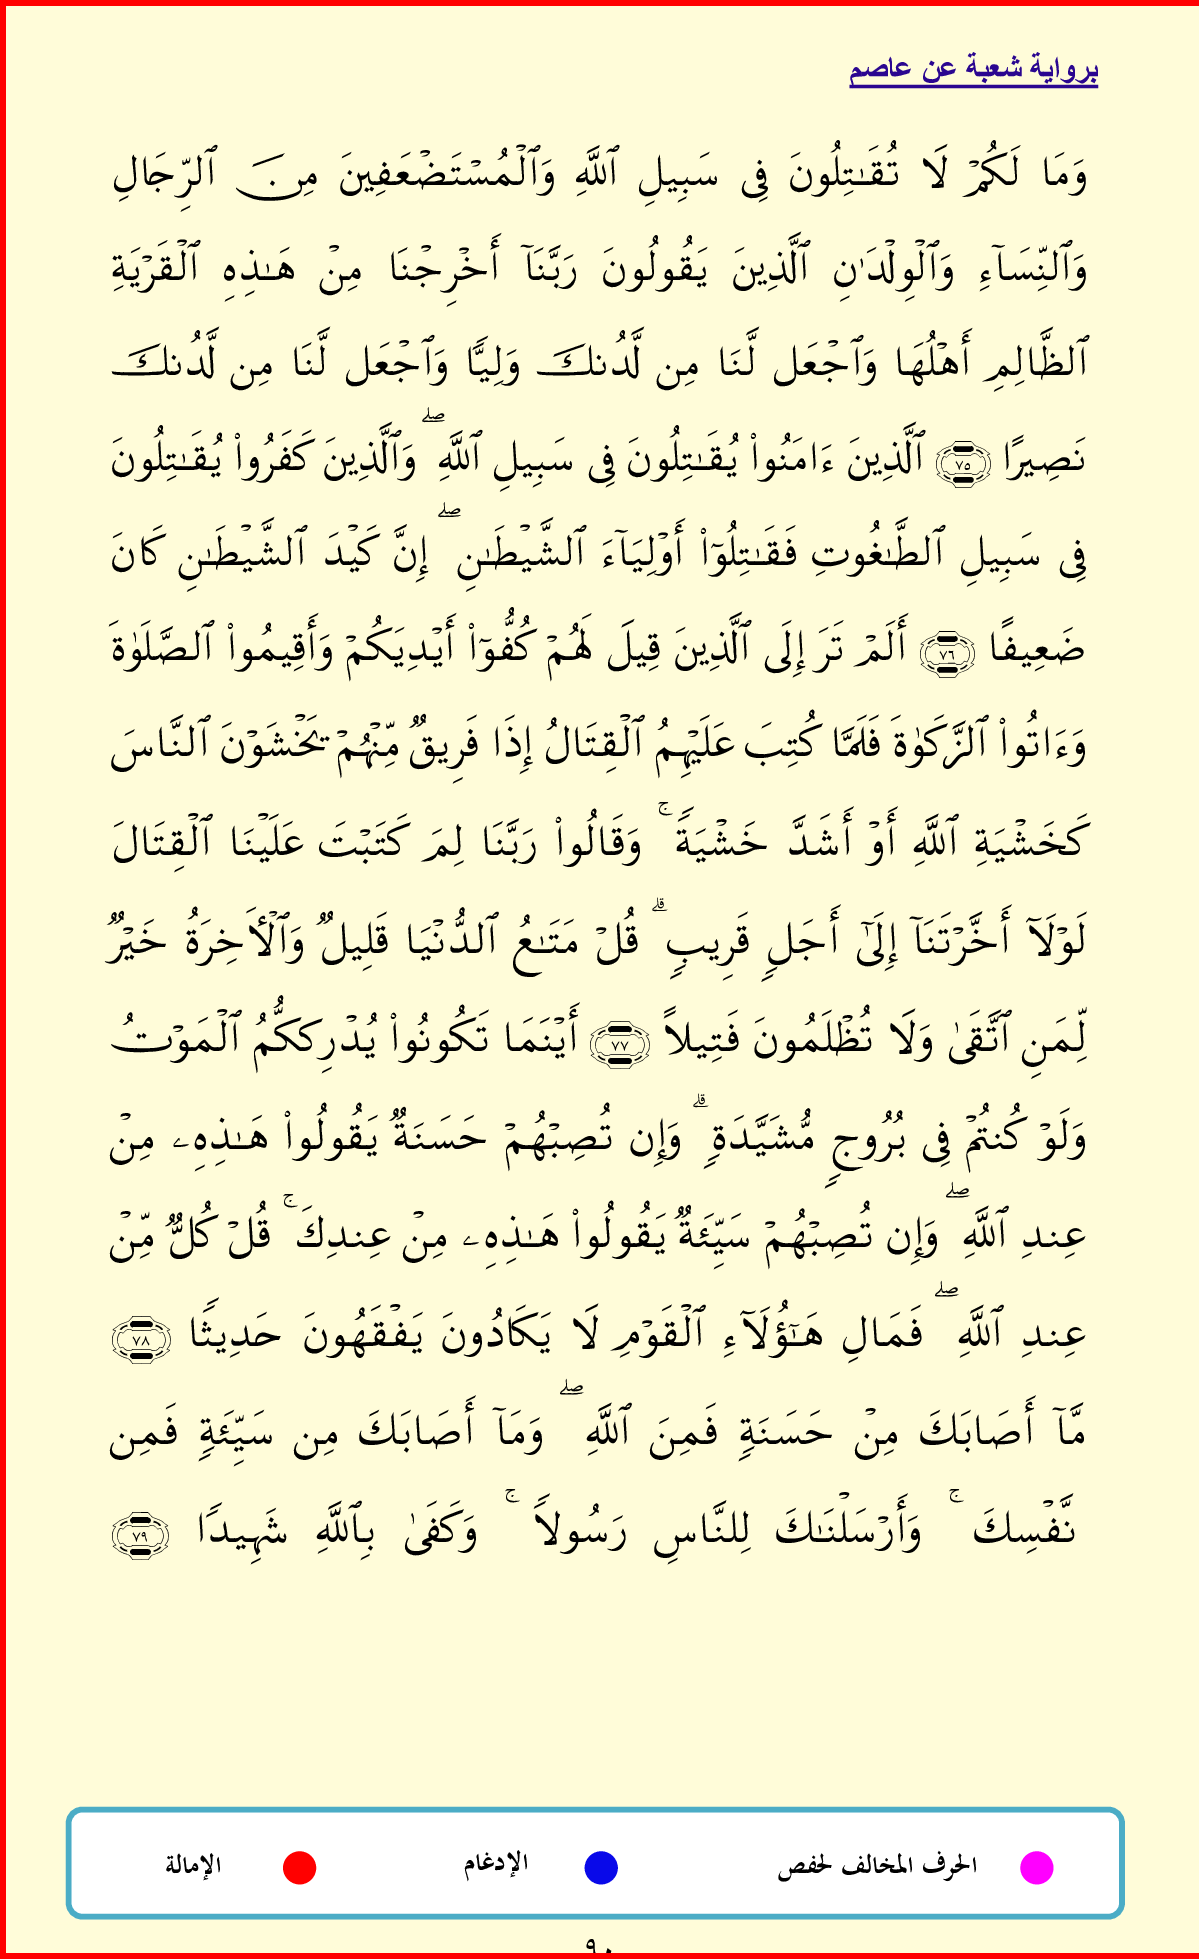 برواية شعبة عن عاصم
وَمَا لَكُمۡ لَا تُقَٰتِلُونَ فِى سَبِيلِ ٱللَّهِ وَٱلۡمُسۡتَضۡعَفِينَ مِنَ ٱلرِّجَالِ
وَٱلنِّسَآءِ وَٱلۡوِلۡدَٰنِ ٱلَّذِينَ يَقُولُونَ رَبَّنَآ أَخۡرِجۡنَا مِنۡ هَٰذِهِ ٱلۡقَرۡيَةِ
ٱلظَّالِمِ أَهۡلُهَا وَٱجۡعَل لَّنَا مِن لَّدُنكَ وَلِيًّا وَٱجۡعَل لَّنَا مِن لَّدُنكَ
نَصِيرًا ٧٥ ٱلَّذِينَ ءَامَنُواْ يُقَٰتِلُونَ فِى سَبِيلِ ٱللَّهِۖ وَٱلَّذِينَ كَفَرُواْ يُقَٰتِلُونَ
فِى سَبِيلِ ٱلطَّٰغُوتِ فَقَٰتِلُوٓاْ أَوۡلِيَآءَ ٱلشَّيۡطَٰنِۖ إِنَّ كَيۡدَ ٱلشَّيۡطَٰنِ كَانَ
ضَعِيفًا ٧٦ أَلَمۡ تَرَ إِلَى ٱلَّذِينَ قِيلَ لَهُمۡ كُفُّوٓاْ أَيۡدِيَكُمۡ وَأَقِيمُواْ ٱلصَّلَوٰةَ
وَءَاتُواْ ٱلزَّكَوٰةَ فَلَمَّا كُتِبَ عَلَيۡهِمُ ٱلۡقِتَالُ إِذَا فَرِيقٌ مِّنۡهُمۡ يَخۡشَوۡنَ ٱلنَّاسَ
كَخَشۡيَةِ ٱللَّهِ أَوۡ أَشَدَّ خَشۡيَةًۚ وَقَالُواْ رَبَّنَا لِمَ كَتَبۡتَ عَلَيۡنَا ٱلۡقِتَالَ
لَوۡلَآ أَخَّرۡتَنَآ إِلَىٰٓ أَجَلٍ قَرِيبٍۗ قُلۡ مَتَٰعُ ٱلدُّنۡيَا قَلِيلٌ وَٱلۡأَخِرَةُ خَيۡرٌ
لِّمَنِ ٱتَّقَىٰ وَلَا تُظۡلَمُونَ فَتِيلاً ٧٧ أَيۡنَمَا تَكُونُواْ يُدۡرِككُّمُ ٱلۡمَوۡتُ
وَلَوۡ كُنتُمۡ فِى بُرُوجٍ مُّشَيَّدَةٍۗ وَإِن تُصِبۡهُمۡ حَسَنَةٌ يَقُولُواْ هَٰذِهِۦ مِنۡ
عِندِ ٱللَّهِۖ وَإِن تُصِبۡهُمۡ سَيِّئَةٌ يَقُولُواْ هَٰذِهِۦ مِنۡ عِندِكَۚ قُلۡ كُلٌّ مِّنۡ
عِندِ ٱللَّهِۖ فَمَالِ هَٰٓؤُلَآءِ ٱلۡقَوۡمِ لَا يَكَادُونَ يَفۡقَهُونَ حَدِيثًا ٧٨
مَّآ أَصَابَكَ مِنۡ حَسَنَةٍ فَمِنَ ٱللَّهِۖ وَمَآ أَصَابَكَ مِن سَيِّئَةٍ فَمِن
نَّفۡسِكَۚ وَأَرۡسَلۡنَٰكَ لِلنَّاسِ رَسُولاًۚ وَكَفَىٰ بِٱللَّهِ شَهِيدًا ٧٩
الحرف المخالف لحفص الإدغام الإمالة
٩٠